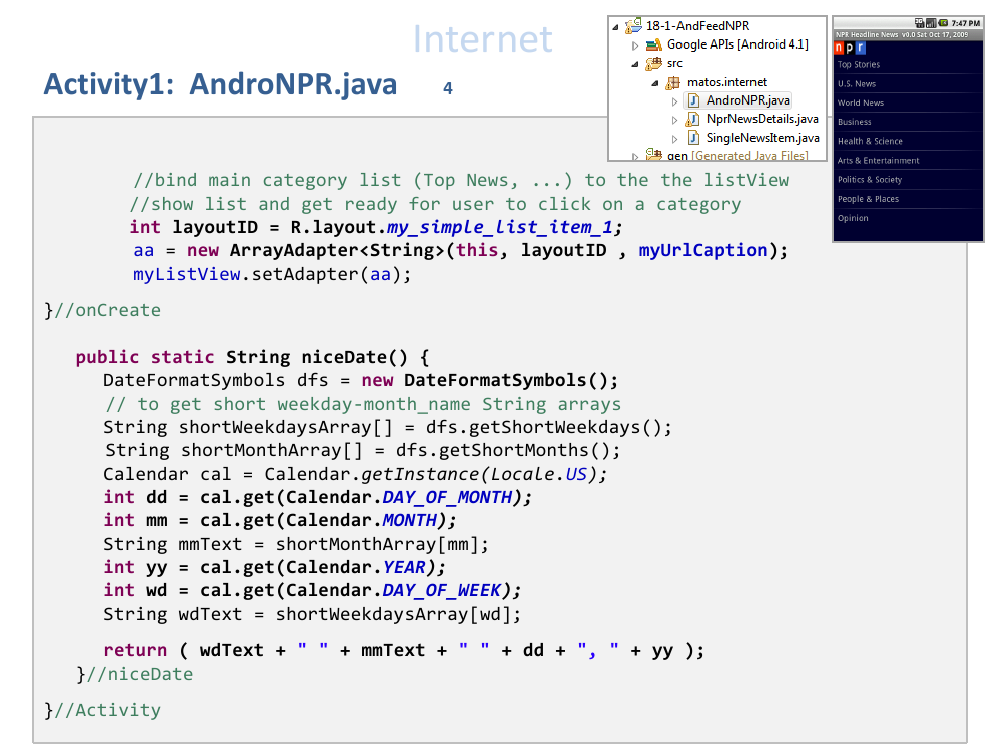 Internet
Activity1: AndroNPR.java 4
18-1-AndFeedNPR
Google APIs [Android 4.1]
src
matos.internet
AndroNPR.java
NprNewsDetails.java
SingleNewsItem.java
gen [Generated Java Files]
7:47 PM
NPR Headline News v0.0 Sat Oct 17, 2009
n p r
Top Stories
U.S. News
World News
Business
Health & Science
Arts & Entertainment
Politics & Society
People & Places
Opinion
//bind main category list (Top News, ...) to the the listView
//show list and get ready for user to click on a category
int layoutID = R.layout.my_simple_list_item_1;
aa = new ArrayAdapter<String>(this, layoutID , myUrlCaption);
myListView.setAdapter(aa);
}//onCreate
public static String niceDate() {
DateFormatSymbols dfs = new DateFormatSymbols();
// to get short weekday-month_name String arrays
String shortWeekdaysArray[] = dfs.getShortWeekdays();
String shortMonthArray[] = dfs.getShortMonths();
Calendar cal = Calendar.getInstance(Locale.US);
int dd = cal.get(Calendar.DAY_OF_MONTH);
int mm = cal.get(Calendar.MONTH);
String mmText = shortMonthArray[mm];
int yy = cal.get(Calendar.YEAR);
int wd = cal.get(Calendar.DAY_OF_WEEK);
String wdText = shortWeekdaysArray[wd];
return ( wdText + " " + mmText + " " + dd + ", " + yy );
}//niceDate
}//Activity